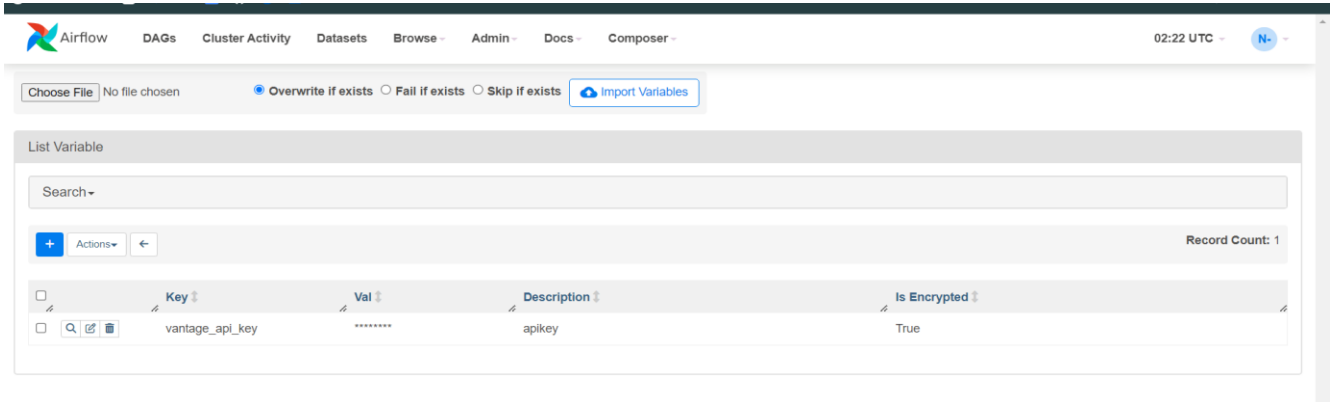 Airflow DAGs Cluster Activity Datasets Browse Admin Docs Composer 02:22 UTC N-
Choose File No file chosen Overwrite if exists Fail if exists Skip if exists Import Variables
List Variable
Search
+ Actions ← Record Count: 1
Key Val Description Is Encrypted
vantage_api_key ******** apikey True